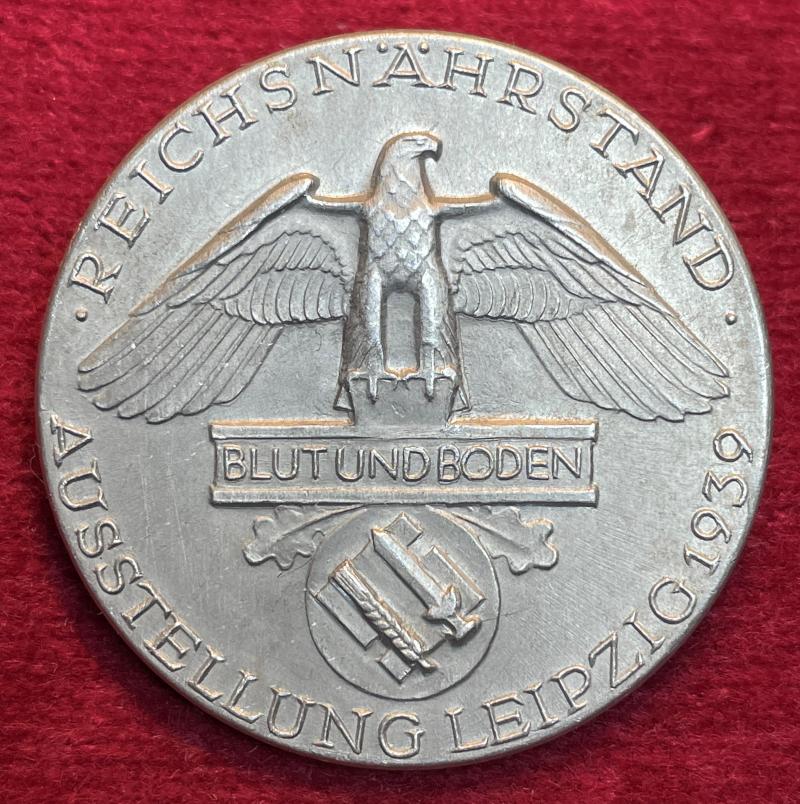 · REICHSNÄHRSTAND ·
BLUT UND BODEN
AUSSTELLUNG LEIPZIG 1939